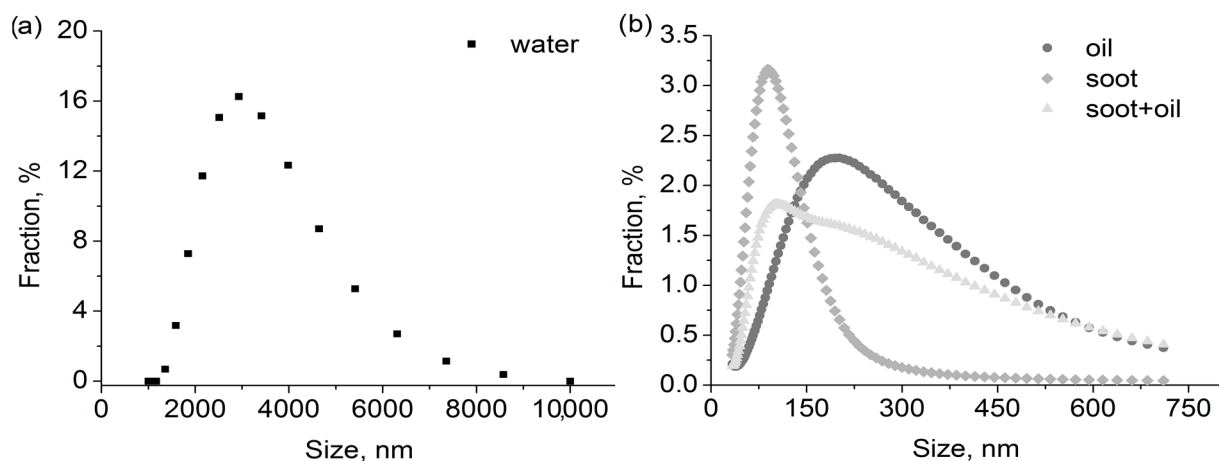 (a)
water
Fraction, %
20
16
12
8
4
0
0
2000
4000
6000
8000
10,000
Size, nm
(b)
oil
soot
soot+oil
Fraction, %
3.5
3.0
2.5
2.0
1.5
1.0
0.5
0.0
0
150
300
450
600
750
Size, nm